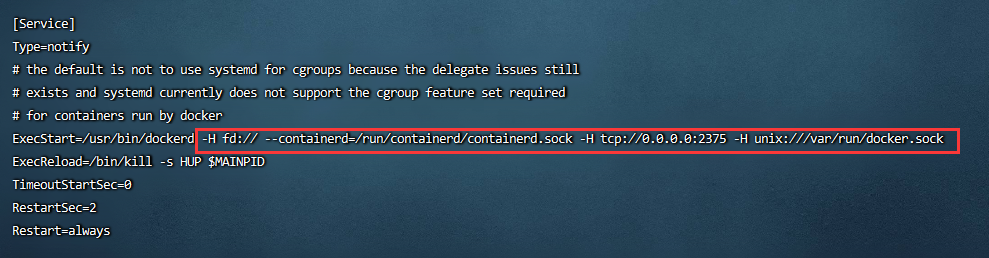 [Service]
Type=notify
# the default is not to use systemd for cgroups because the delegate issues still
# exists and systemd currently does not support the cgroup feature set required
# for containers run by docker
ExecStart=/usr/bin/dockerd -H fd:// --containerd=/run/containerd/containerd.sock -H tcp://0.0.0.0:2375 -H unix:///var/run/docker.sock
ExecReload=/bin/kill -s HUP $MAINPID
TimeoutStartSec=0
RestartSec=2
Restart=always